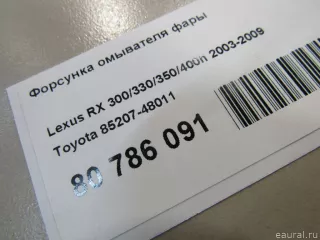 Форсунка омывателя фары
Lexus RX 300/330/350/400h 2003-2009
Toyota 85207-48011
80 786 091
eaural.ru